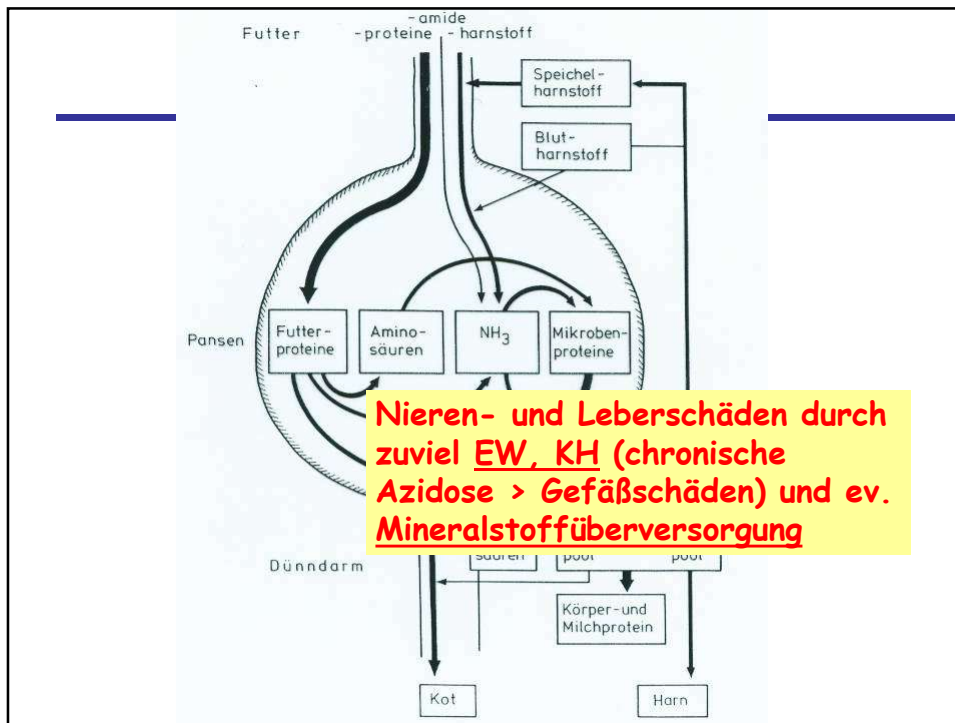 -amide
Futter -proteine -harnstoff
Speichel-
harnstoff
Blut-
harnstoff
Pansen
Futter-
proteine
Amino-
säuren
NH3
Mikroben-
proteine
Nieren- und Leberschäden durch
zuviel EW, KH (chronische
Azidose > Gefäßschäden) und ev.
Mineralstoffüberversorgung
Dünndarm
säuren
pool
pool
Körper-und
Milchprotein
Kot
Harn